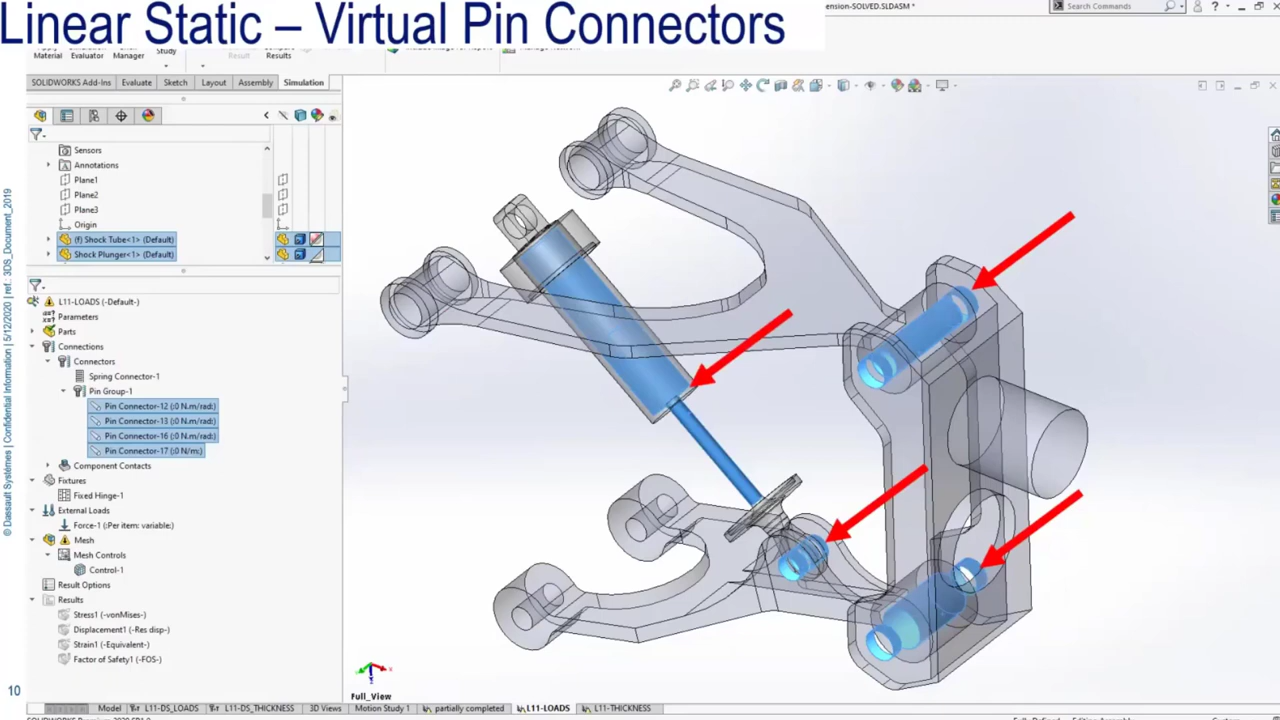 Linear Static – Virtual Pin Connectors
ension-SOLVED.SLDASM *
Search Commands
Material
Evaluator
Manager
Study
Result
Compare
Results
SOLIDWORKS Add-Ins
Evaluate
Sketch
Layout
Assembly
Simulation
Sensors
Annotations
Plane1
Plane2
Plane3
Origin
(f) Shock Tube<1> (Default)
Shock Plunger<1> (Default)
L11-LOADS (-Default-)
Parameters
Parts
Connections
Connectors
Spring Connector-1
Pin Group-1
Pin Connector-12 (:0 N.m/rad:)
Pin Connector-13 (:0 N.m/rad:)
Pin Connector-16 (:0 N.m/rad:)
Pin Connector-17 (:0 N/m:)
Component Contacts
Fixtures
Fixed Hinge-1
External Loads
Force-1 (:Per item: variable:)
Mesh
Mesh Controls
Control-1
Result Options
Results
Stress1 (-vonMises-)
Displacement1 (-Res disp-)
Strain1 (-Equivalent-)
Factor of Safety1 (-FOS-)
© Dassault Systèmes | Confidential Information | 5/12/2020 | ref.: 3DS_Document_2019
10
x
Full_View
Model
L11-DS_LOADS
L11-DS_THICKNESS
3D Views
Motion Study 1
partially completed
L11-LOADS
L11-THICKNESS